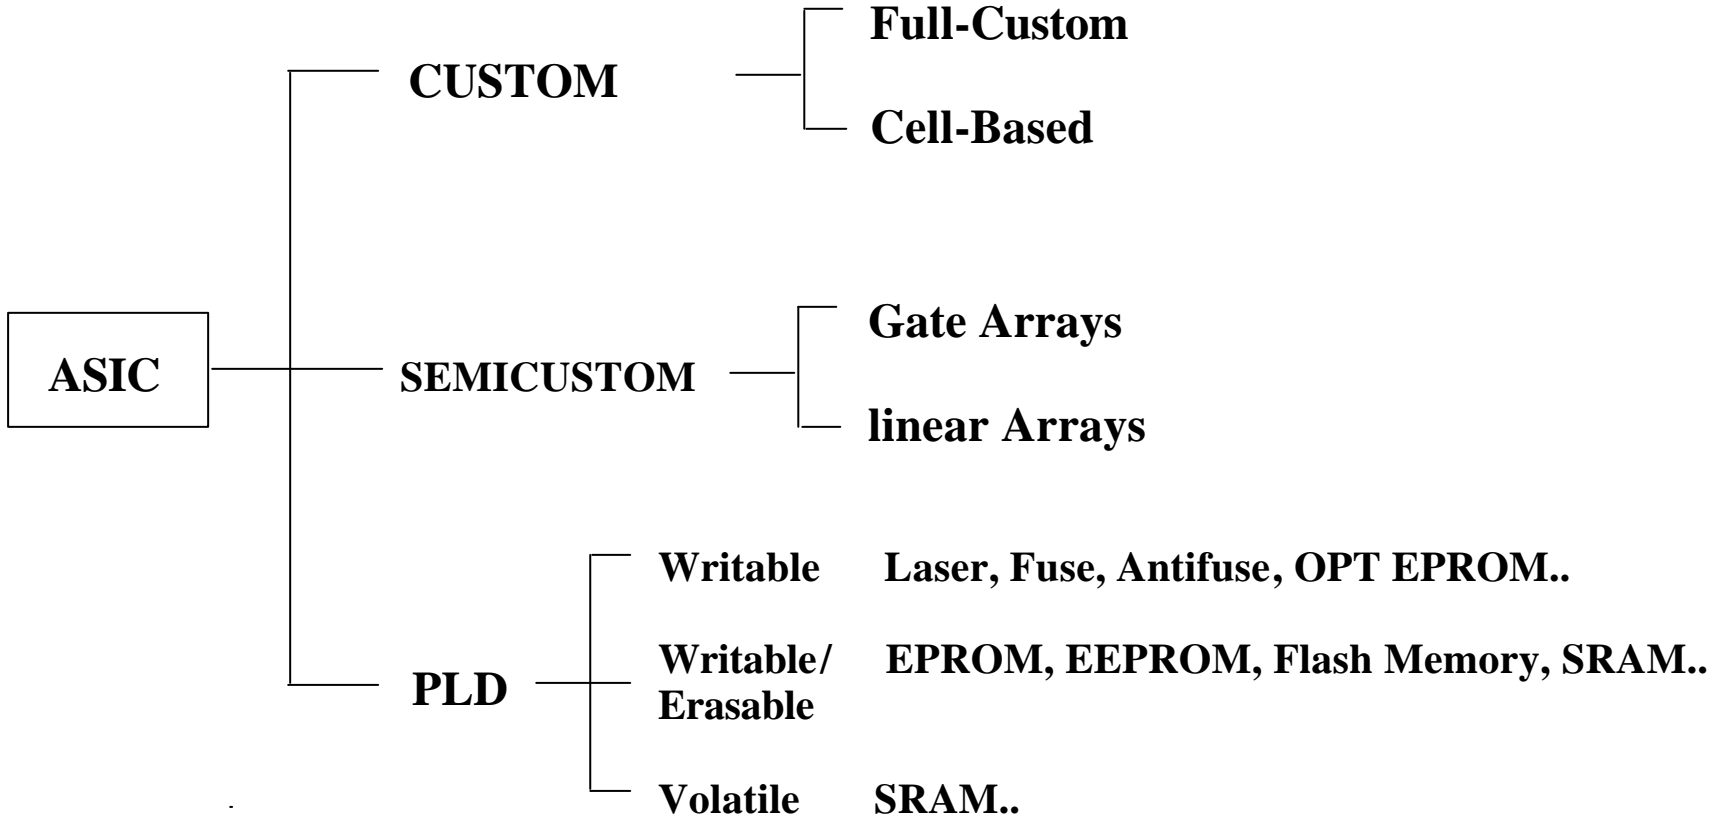 Full-Custom
CUSTOM
Cell-Based
Gate Arrays
ASIC
SEMICUSTOM
linear Arrays
Writable Laser, Fuse, Antifuse, OPT EPROM..
Writable/ EPROM, EEPROM, Flash Memory, SRAM..
Erasable
PLD
Volatile SRAM..